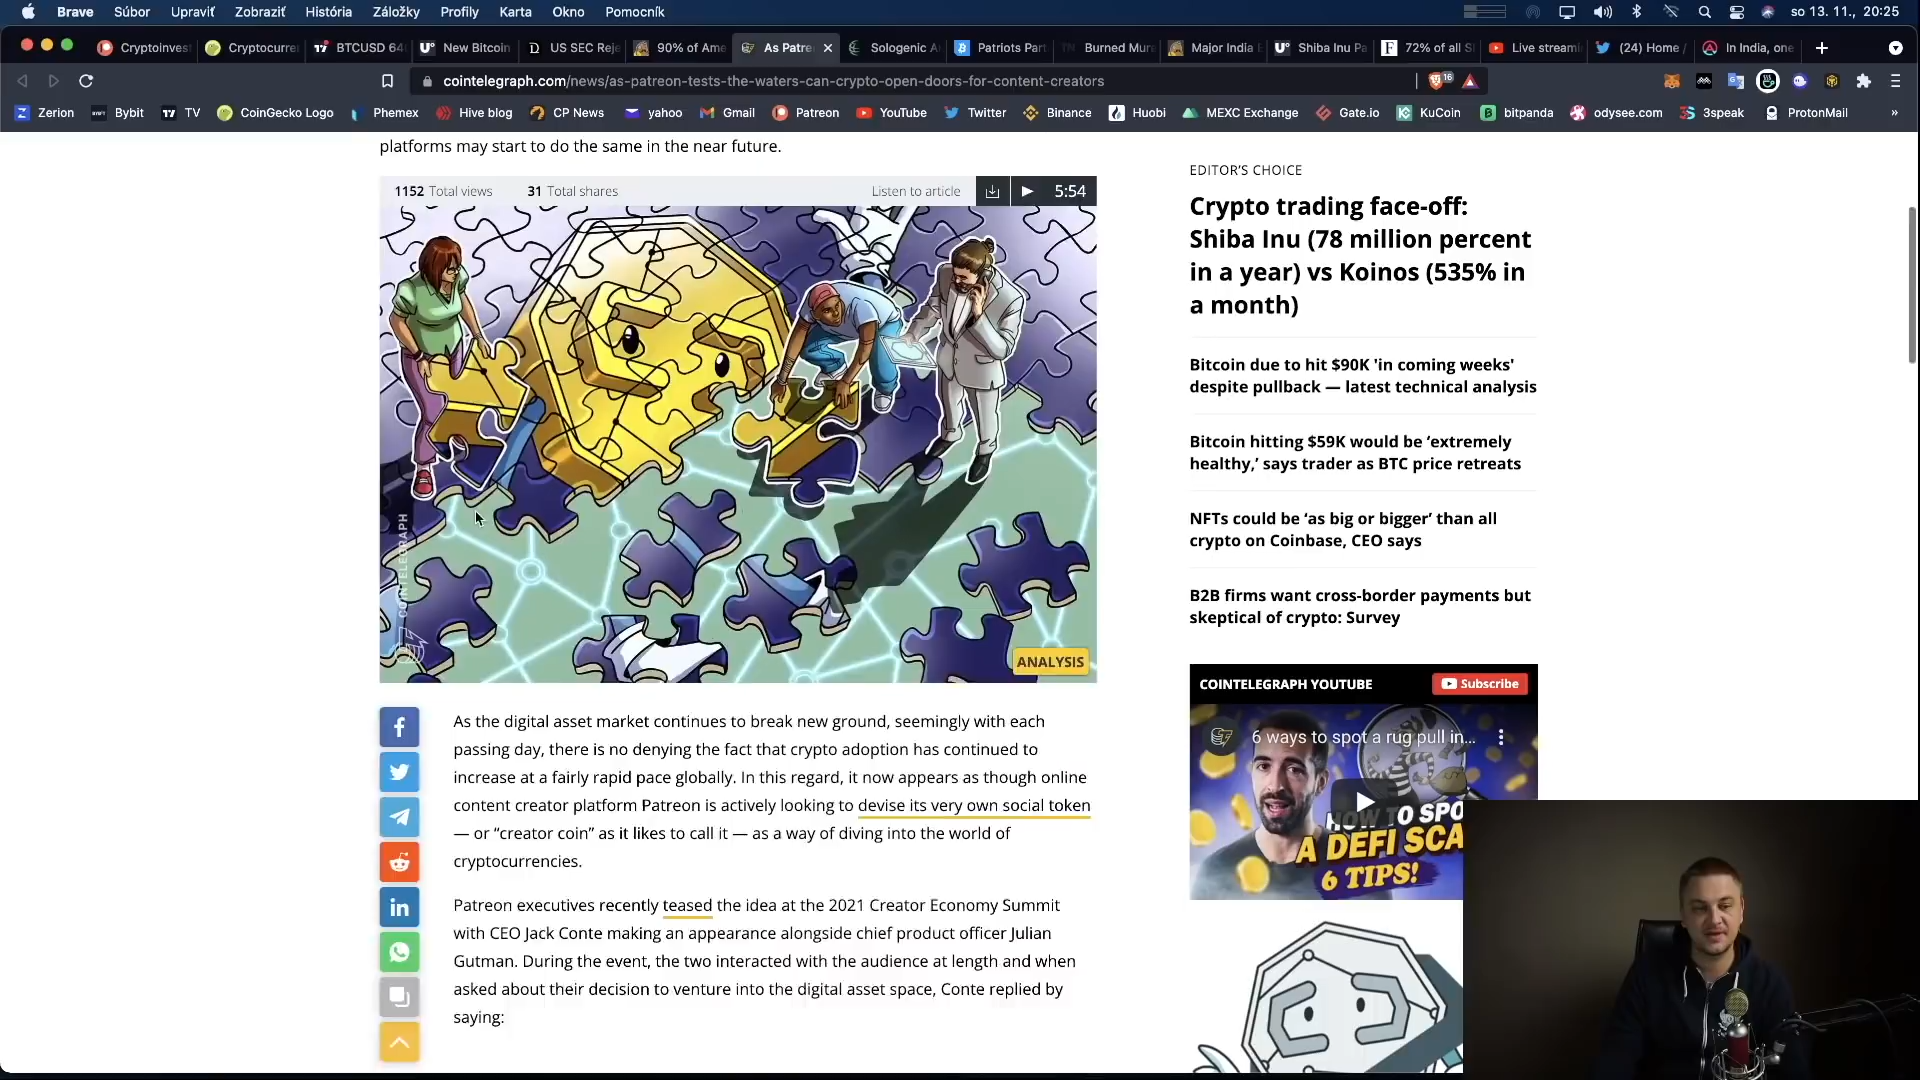 Brave Súbor Upraviť Zobraziť História Záložky Profily Karta Okno Pomocník so 13. 11., 20:25
Cryptoinves Cryptocurre BTCUSD 64 New Bitcoin US SEC Reje 90% of Ame As Patre Sologenic A Patriots Part Burned Mur Major India E Shiba Inu Pa 72% of all S Live streami (24) Home / In India, one
cointelegraph.com/news/as-patreon-tests-the-waters-can-crypto-open-doors-for-content-creators 16
Zerion Bybit TV CoinGecko Logo Phemex Hive blog CP News yahoo Gmail Patreon YouTube Twitter Binance Huobi MEXC Exchange Gate.io KuCoin bitpanda odysee.com 3speak ProtonMail »
platforms may start to do the same in the near future.
1152 Total views 31 Total shares Listen to article 5:54
COINTELEGRAPH
ANALYSIS
As the digital asset market continues to break new ground, seemingly with each
passing day, there is no denying the fact that crypto adoption has continued to
increase at a fairly rapid pace globally. In this regard, it now appears as though online
content creator platform Patreon is actively looking to devise its very own social token
— or “creator coin” as it likes to call it — as a way of diving into the world of
cryptocurrencies.
Patreon executives recently teased the idea at the 2021 Creator Economy Summit
with CEO Jack Conte making an appearance alongside chief product officer Julian
Gutman. During the event, the two interacted with the audience at length and when
asked about their decision to venture into the digital asset space, Conte replied by
saying:
EDITOR’S CHOICE
Crypto trading face-off:
Shiba Inu (78 million percent
in a year) vs Koinos (535% in
a month)
Bitcoin due to hit $90K 'in coming weeks'
despite pullback — latest technical analysis
Bitcoin hitting $59K would be ‘extremely
healthy,’ says trader as BTC price retreats
NFTs could be ‘as big or bigger’ than all
crypto on Coinbase, CEO says
B2B firms want cross-border payments but
skeptical of crypto: Survey
COINTELEGRAPH YOUTUBE Subscribe
6 ways to spot a rug pull in...
HOW TO SPO
A DEFI SCA
6 TIPS!